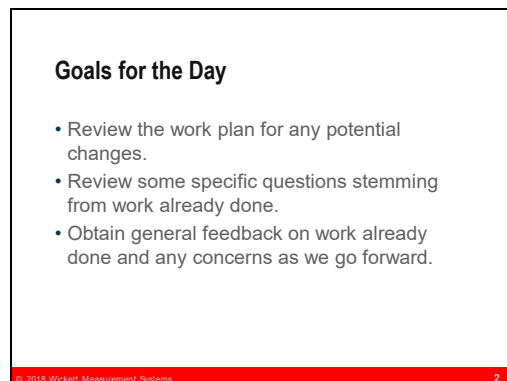 Goals for the Day
• Review the work plan for any potential
changes.
• Review some specific questions stemming
from work already done.
• Obtain general feedback on work already
done and any concerns as we go forward.
© 2018 Wickett Measurement Systems
2